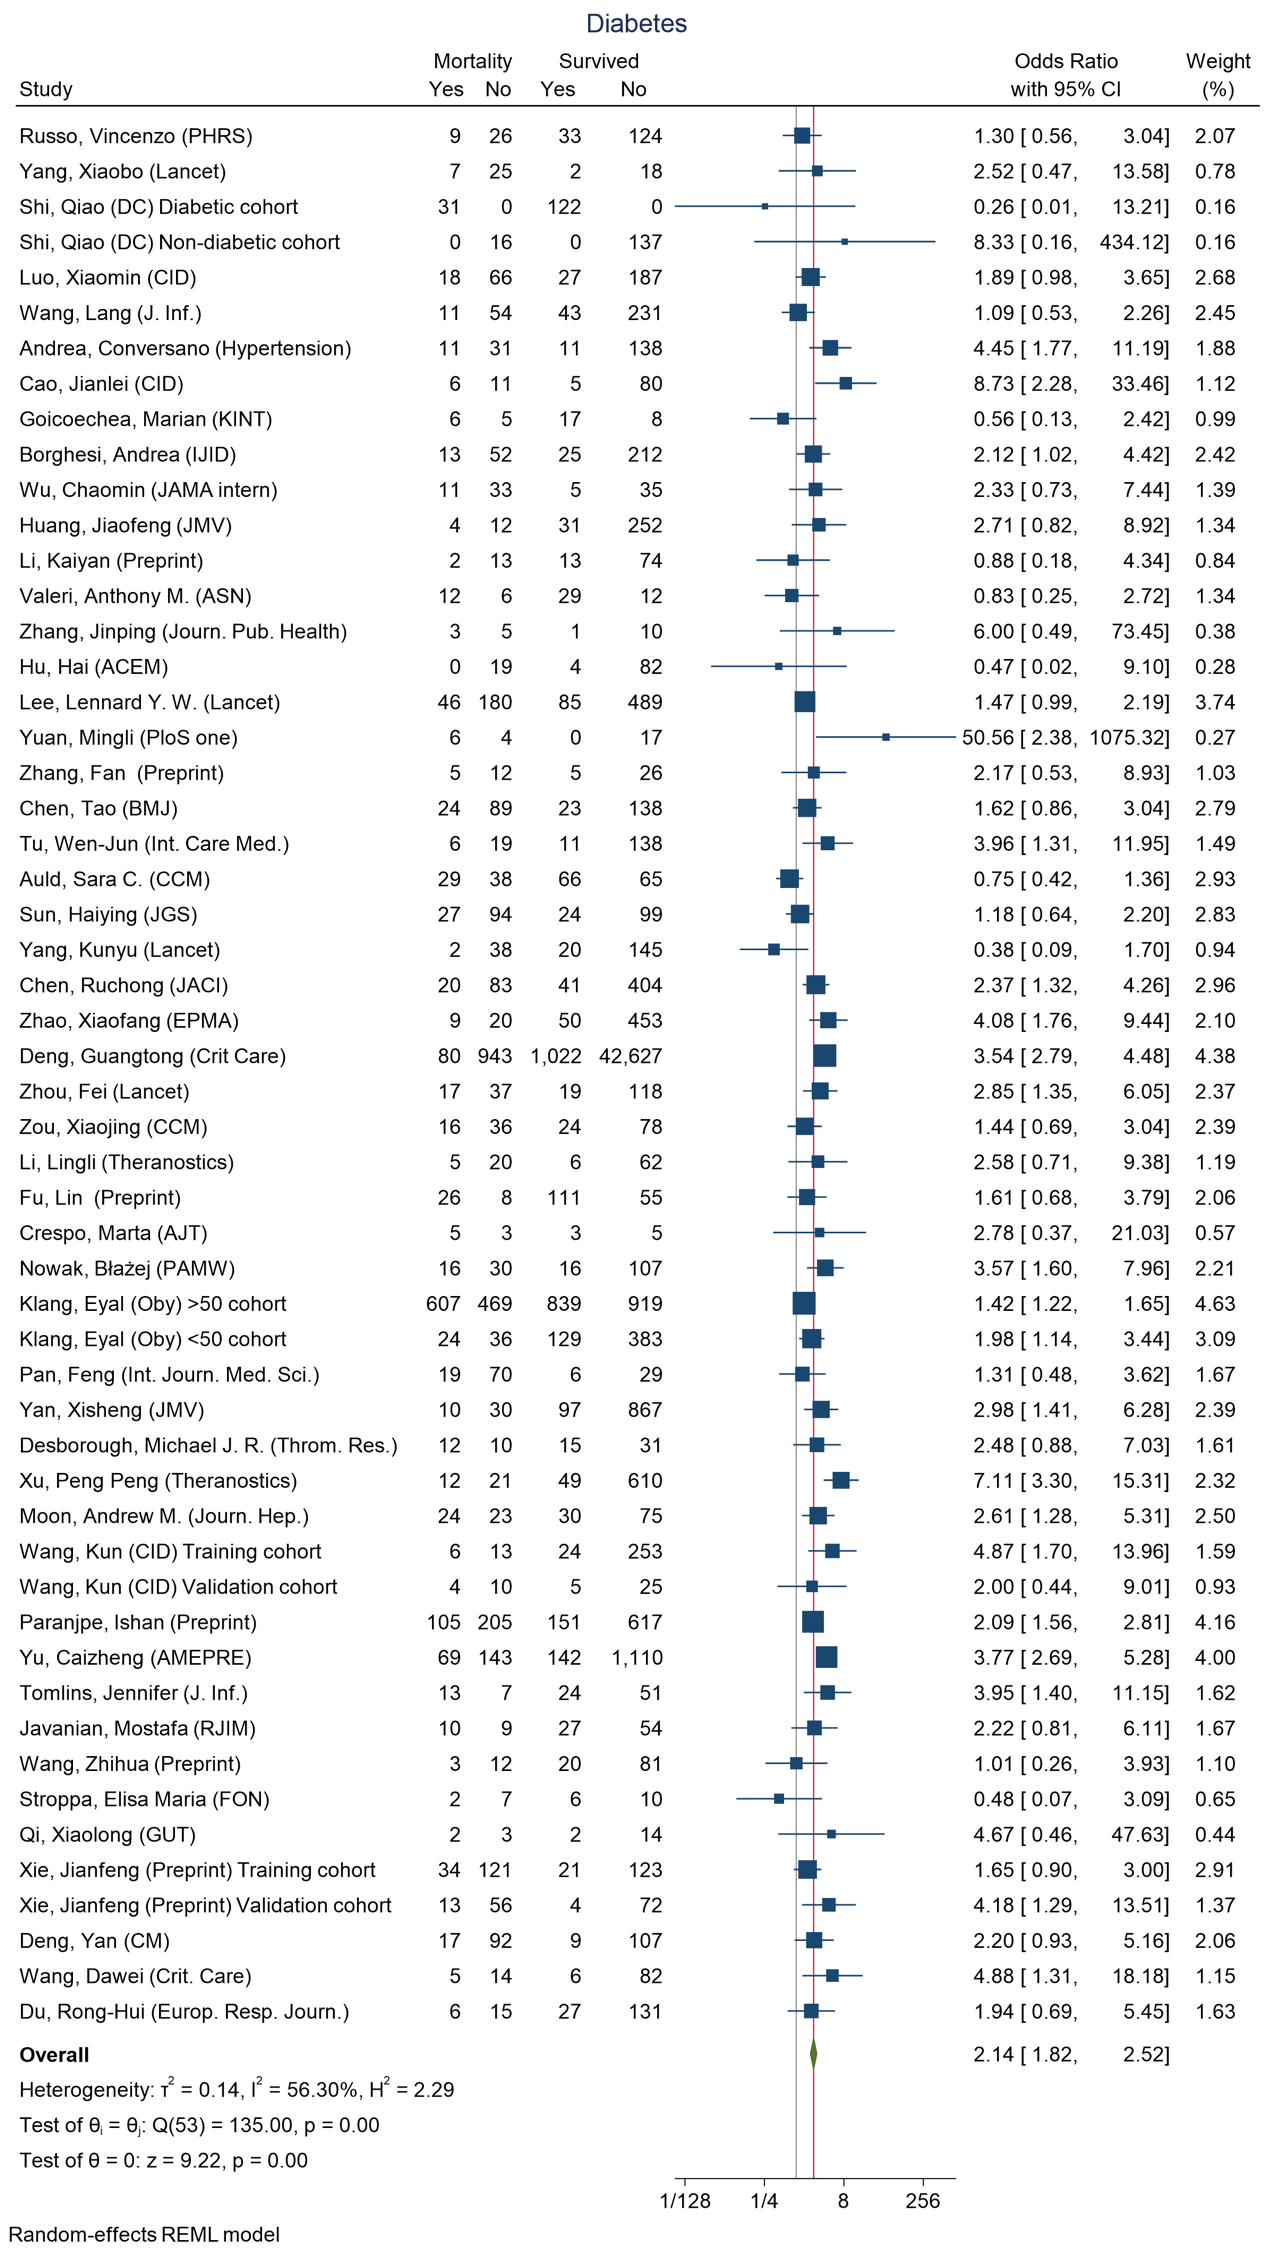 Diabetes
Mortality Survived Odds Ratio Weight
Study Yes No Yes No with 95% CI (%)
Russo, Vincenzo (PHRS) 9 26 33 124 1.30 [ 0.56, 3.04] 2.07
Yang, Xiaobo (Lancet) 7 25 2 18 2.52 [ 0.47, 13.58] 0.78
Shi, Qiao (DC) Diabetic cohort 31 0 122 0 0.26 [ 0.01, 13.21] 0.16
Shi, Qiao (DC) Non-diabetic cohort 0 16 0 137 8.33 [ 0.16, 434.12] 0.16
Luo, Xiaomin (CID) 18 66 27 187 1.89 [ 0.98, 3.65] 2.68
Wang, Lang (J. Inf.) 11 54 43 231 1.09 [ 0.53, 2.26] 2.45
Andrea, Conversano (Hypertension) 11 31 11 138 4.45 [ 1.77, 11.19] 1.88
Cao, Jianlei (CID) 6 11 5 80 8.73 [ 2.28, 33.46] 1.12
Goicoechea, Marian (KINT) 6 5 17 8 0.56 [ 0.13, 2.42] 0.99
Borghesi, Andrea (IJID) 13 52 25 212 2.12 [ 1.02, 4.42] 2.42
Wu, Chaomin (JAMA intern) 11 33 5 35 2.33 [ 0.73, 7.44] 1.39
Huang, Jiaofeng (JMV) 4 12 31 252 2.71 [ 0.82, 8.92] 1.34
Li, Kaiyan (Preprint) 2 13 13 74 0.88 [ 0.18, 4.34] 0.84
Valeri, Anthony M. (ASN) 12 6 29 12 0.83 [ 0.25, 2.72] 1.34
Zhang, Jinping (Journ. Pub. Health) 3 5 1 10 6.00 [ 0.49, 73.45] 0.38
Hu, Hai (ACEM) 0 19 4 82 0.47 [ 0.02, 9.10] 0.28
Lee, Lennard Y. W. (Lancet) 46 180 85 489 1.47 [ 0.99, 2.19] 3.74
Yuan, Mingli (PloS one) 6 4 0 17 50.56 [ 2.38, 1075.32] 0.27
Zhang, Fan (Preprint) 5 12 5 26 2.17 [ 0.53, 8.93] 1.03
Chen, Tao (BMJ) 24 89 23 138 1.62 [ 0.86, 3.04] 2.79
Tu, Wen-Jun (Int. Care Med.) 6 19 11 138 3.96 [ 1.31, 11.95] 1.49
Auld, Sara C. (CCM) 29 38 66 65 0.75 [ 0.42, 1.36] 2.93
Sun, Haiying (JGS) 27 94 24 99 1.18 [ 0.64, 2.20] 2.83
Yang, Kunyu (Lancet) 2 38 20 145 0.38 [ 0.09, 1.70] 0.94
Chen, Ruchong (JACI) 20 83 41 404 2.37 [ 1.32, 4.26] 2.96
Zhao, Xiaofang (EPMA) 9 20 50 453 4.08 [ 1.76, 9.44] 2.10
Deng, Guangtong (Crit Care) 80 943 1,022 42,627 3.54 [ 2.79, 4.48] 4.38
Zhou, Fei (Lancet) 17 37 19 118 2.85 [ 1.35, 6.05] 2.37
Zou, Xiaojing (CCM) 16 36 24 78 1.44 [ 0.69, 3.04] 2.39
Li, Lingli (Theranostics) 5 20 6 62 2.58 [ 0.71, 9.38] 1.19
Fu, Lin (Preprint) 26 8 111 55 1.61 [ 0.68, 3.79] 2.06
Crespo, Marta (AJT) 5 3 3 5 2.78 [ 0.37, 21.03] 0.57
Nowak, Błażej (PAMW) 16 30 16 107 3.57 [ 1.60, 7.96] 2.21
Klang, Eyal (Oby) >50 cohort 607 469 839 919 1.42 [ 1.22, 1.65] 4.63
Klang, Eyal (Oby) <50 cohort 24 36 129 383 1.98 [ 1.14, 3.44] 3.09
Pan, Feng (Int. Journ. Med. Sci.) 19 70 6 29 1.31 [ 0.48, 3.62] 1.67
Yan, Xisheng (JMV) 10 30 97 867 2.98 [ 1.41, 6.28] 2.39
Desborough, Michael J. R. (Throm. Res.) 12 10 15 31 2.48 [ 0.88, 7.03] 1.61
Xu, Peng Peng (Theranostics) 12 21 49 610 7.11 [ 3.30, 15.31] 2.32
Moon, Andrew M. (Journ. Hep.) 24 23 30 75 2.61 [ 1.28, 5.31] 2.50
Wang, Kun (CID) Training cohort 6 13 24 253 4.87 [ 1.70, 13.96] 1.59
Wang, Kun (CID) Validation cohort 4 10 5 25 2.00 [ 0.44, 9.01] 0.93
Paranjpe, Ishan (Preprint) 105 205 151 617 2.09 [ 1.56, 2.81] 4.16
Yu, Caizheng (AMEPRE) 69 143 142 1,110 3.77 [ 2.69, 5.28] 4.00
Tomlins, Jennifer (J. Inf.) 13 7 24 51 3.95 [ 1.40, 11.15] 1.62
Javanian, Mostafa (RJIM) 10 9 27 54 2.22 [ 0.81, 6.11] 1.67
Wang, Zhihua (Preprint) 3 12 20 81 1.01 [ 0.26, 3.93] 1.10
Stroppa, Elisa Maria (FON) 2 7 6 10 0.48 [ 0.07, 3.09] 0.65
Qi, Xiaolong (GUT) 2 3 2 14 4.67 [ 0.46, 47.63] 0.44
Xie, Jianfeng (Preprint) Training cohort 34 121 21 123 1.65 [ 0.90, 3.00] 2.91
Xie, Jianfeng (Preprint) Validation cohort 13 56 4 72 4.18 [ 1.29, 13.51] 1.37
Deng, Yan (CM) 17 92 9 107 2.20 [ 0.93, 5.16] 2.06
Wang, Dawei (Crit. Care) 5 14 6 82 4.88 [ 1.31, 18.18] 1.15
Du, Rong-Hui (Europ. Resp. Journ.) 6 15 27 131 1.94 [ 0.69, 5.45] 1.63
Overall 2.14 [ 1.82, 2.52]
Heterogeneity: τ² = 0.14, I² = 56.30%, H² = 2.29
Test of θᵢ = θⱼ: Q(53) = 135.00, p = 0.00
Test of θ = 0: z = 9.22, p = 0.00
1/128 1/4 8 256
Random-effects REML model